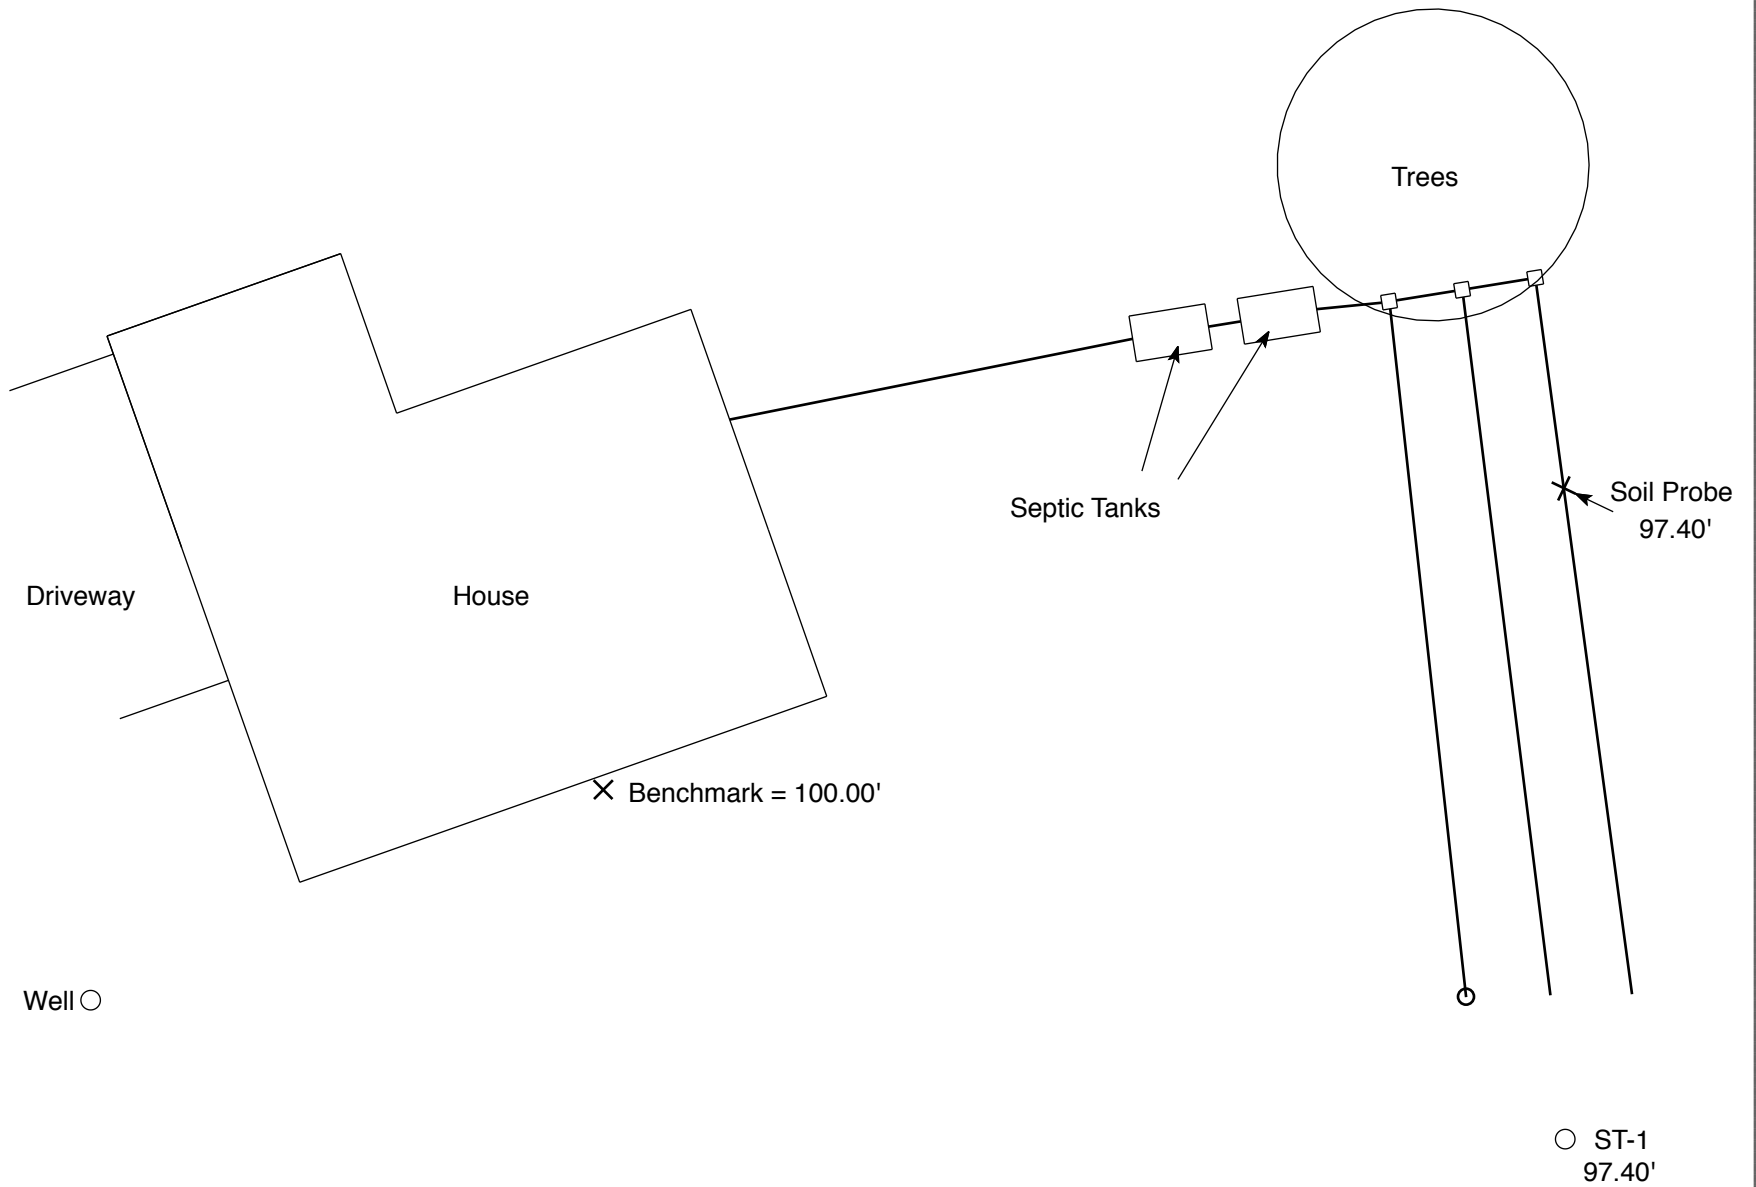 Trees
Soil Probe
97.40'
Septic Tanks
Driveway
House
Benchmark = 100.00'
Well
ST-1
97.40'